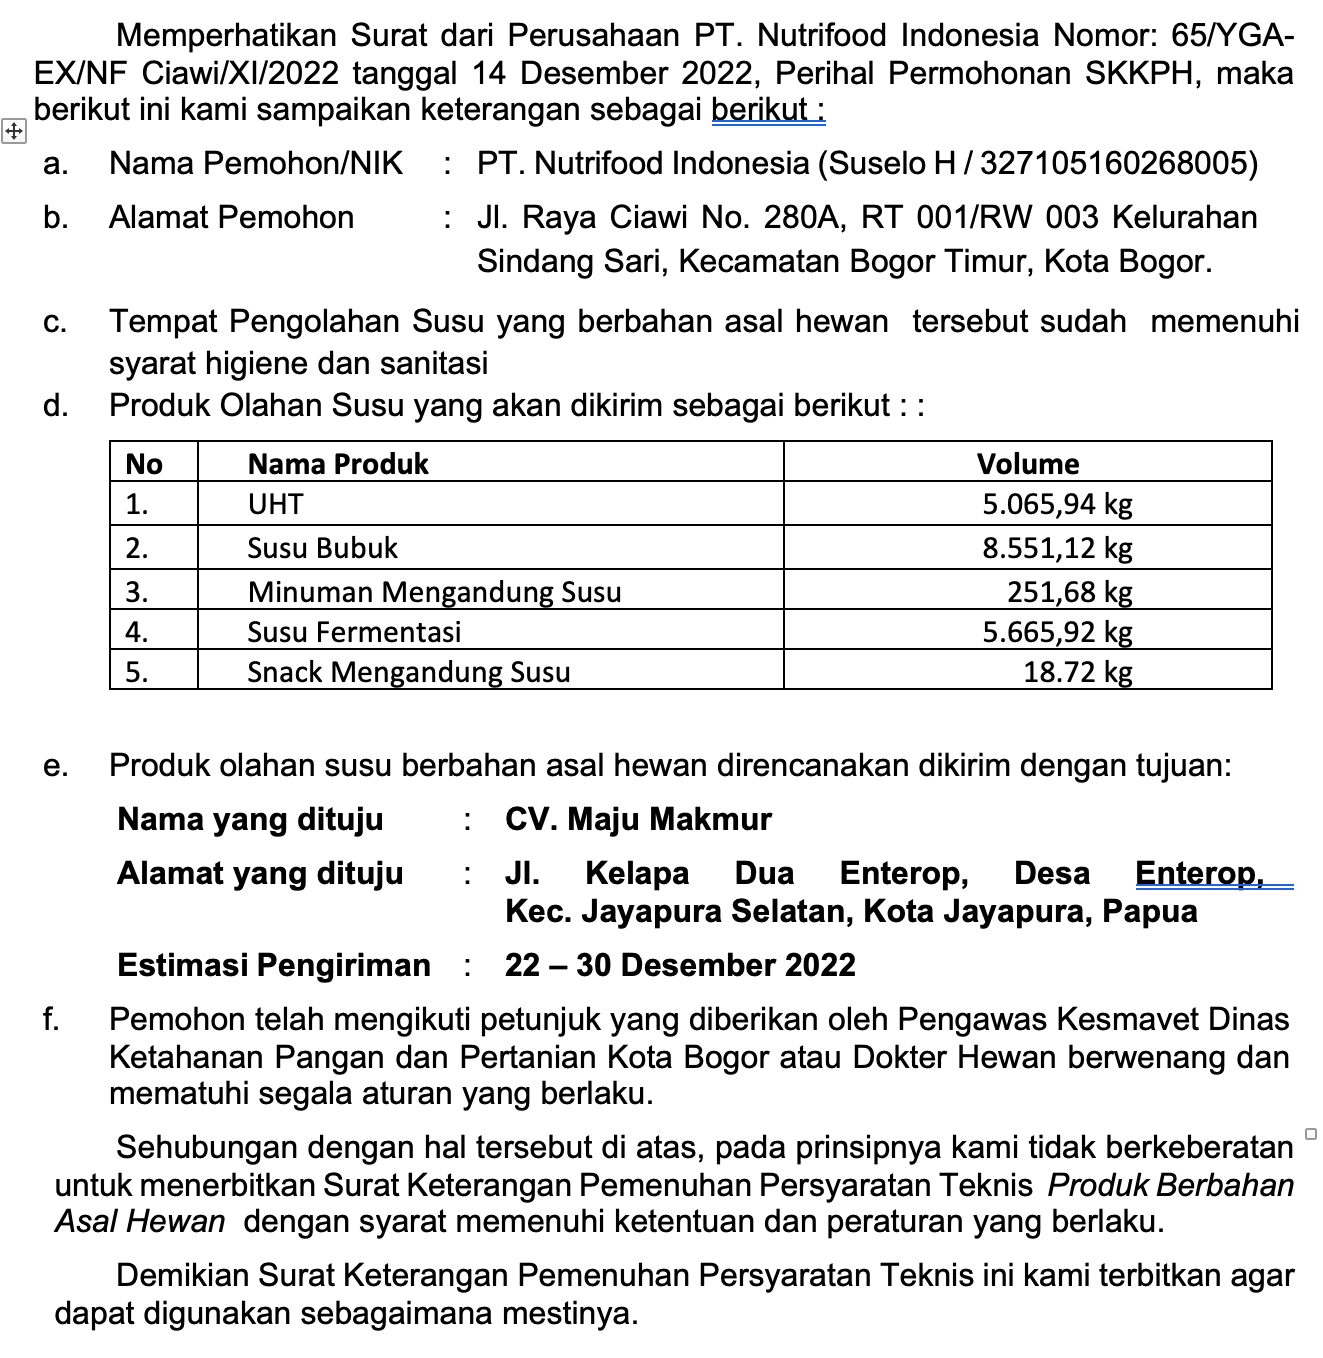 Memperhatikan Surat dari Perusahaan PT. Nutrifood Indonesia Nomor: 65/YGA-
EX/NF Ciawi/XI/2022 tanggal 14 Desember 2022, Perihal Permohonan SKKPH, maka
berikut ini kami sampaikan keterangan sebagai berikut :
a. Nama Pemohon/NIK : PT. Nutrifood Indonesia (Suselo H / 327105160268005)
b. Alamat Pemohon : Jl. Raya Ciawi No. 280A, RT 001/RW 003 Kelurahan
Sindang Sari, Kecamatan Bogor Timur, Kota Bogor.
c. Tempat Pengolahan Susu yang berbahan asal hewan tersebut sudah memenuhi
syarat higiene dan sanitasi
d. Produk Olahan Susu yang akan dikirim sebagai berikut : :
No Nama Produk Volume
1. UHT 5.065,94 kg
2. Susu Bubuk 8.551,12 kg
3. Minuman Mengandung Susu 251,68 kg
4. Susu Fermentasi 5.665,92 kg
5. Snack Mengandung Susu 18.72 kg
e. Produk olahan susu berbahan asal hewan direncanakan dikirim dengan tujuan:
Nama yang dituju : CV. Maju Makmur
Alamat yang dituju : Jl. Kelapa Dua Enterop, Desa Enterop,
Kec. Jayapura Selatan, Kota Jayapura, Papua
Estimasi Pengiriman : 22 – 30 Desember 2022
f. Pemohon telah mengikuti petunjuk yang diberikan oleh Pengawas Kesmavet Dinas
Ketahanan Pangan dan Pertanian Kota Bogor atau Dokter Hewan berwenang dan
mematuhi segala aturan yang berlaku.
Sehubungan dengan hal tersebut di atas, pada prinsipnya kami tidak berkeberatan
untuk menerbitkan Surat Keterangan Pemenuhan Persyaratan Teknis Produk Berbahan
Asal Hewan dengan syarat memenuhi ketentuan dan peraturan yang berlaku.
Demikian Surat Keterangan Pemenuhan Persyaratan Teknis ini kami terbitkan agar
dapat digunakan sebagaimana mestinya.